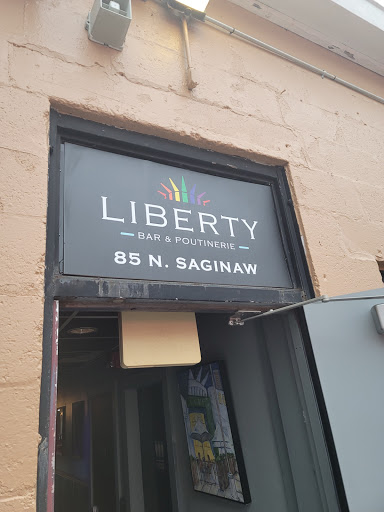 LIBERTY
BAR & POUTINERIE
85 N. SAGINAW